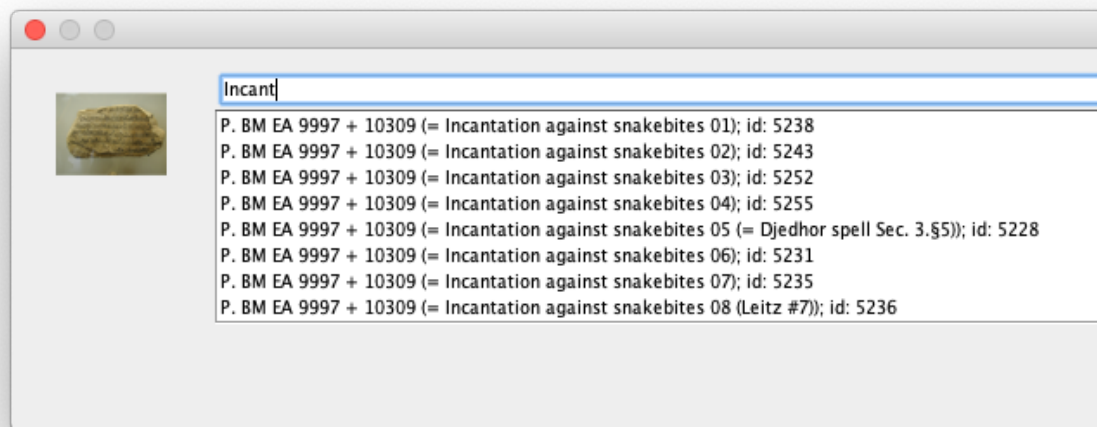 Incant
P. BM EA 9997 + 10309 (= Incantation against snakebites 01); id: 5238
P. BM EA 9997 + 10309 (= Incantation against snakebites 02); id: 5243
P. BM EA 9997 + 10309 (= Incantation against snakebites 03); id: 5252
P. BM EA 9997 + 10309 (= Incantation against snakebites 04); id: 5255
P. BM EA 9997 + 10309 (= Incantation against snakebites 05 (= Djedhor spell Sec. 3.§5)); id: 5228
P. BM EA 9997 + 10309 (= Incantation against snakebites 06); id: 5231
P. BM EA 9997 + 10309 (= Incantation against snakebites 07); id: 5235
P. BM EA 9997 + 10309 (= Incantation against snakebites 08 (Leitz #7)); id: 5236